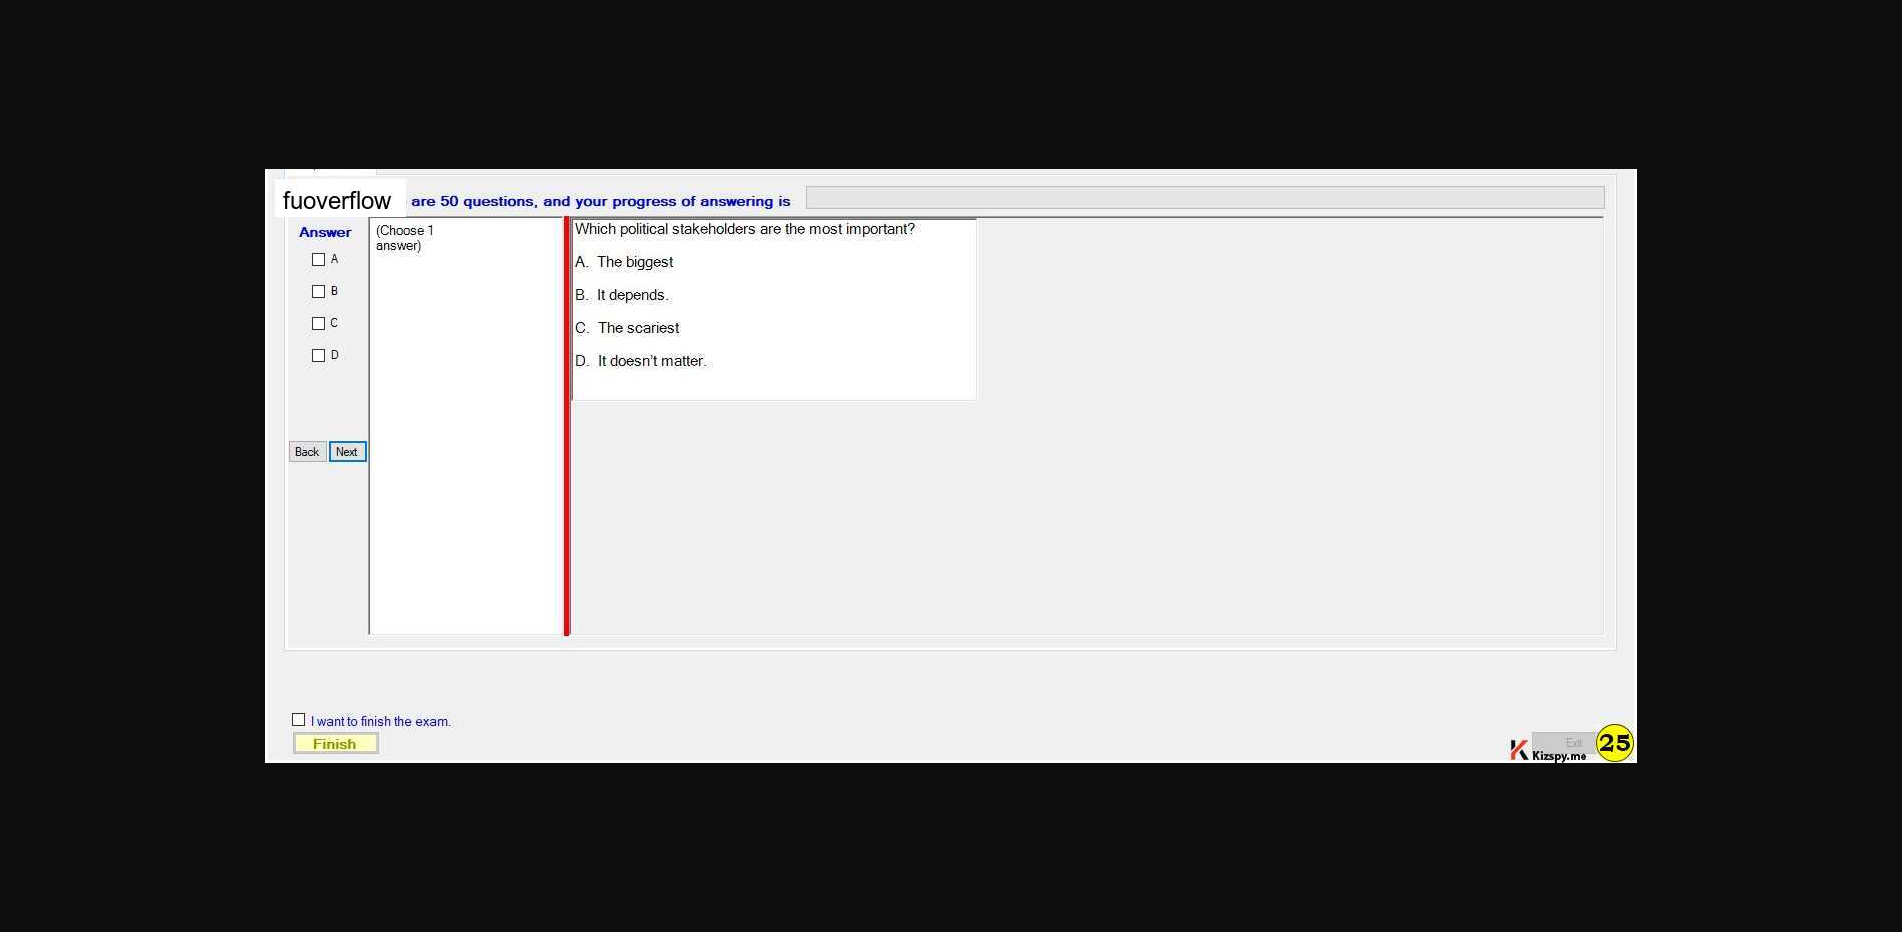 fuoverflow are 50 questions, and your progress of answering is
Answer
(Choose 1
answer)
A
B
C
D
Back Next
Which political stakeholders are the most important?
A. The biggest
B. It depends.
C. The scariest
D. It doesn't matter.
I want to finish the exam.
Finish
Exit
Kizspy.me
25